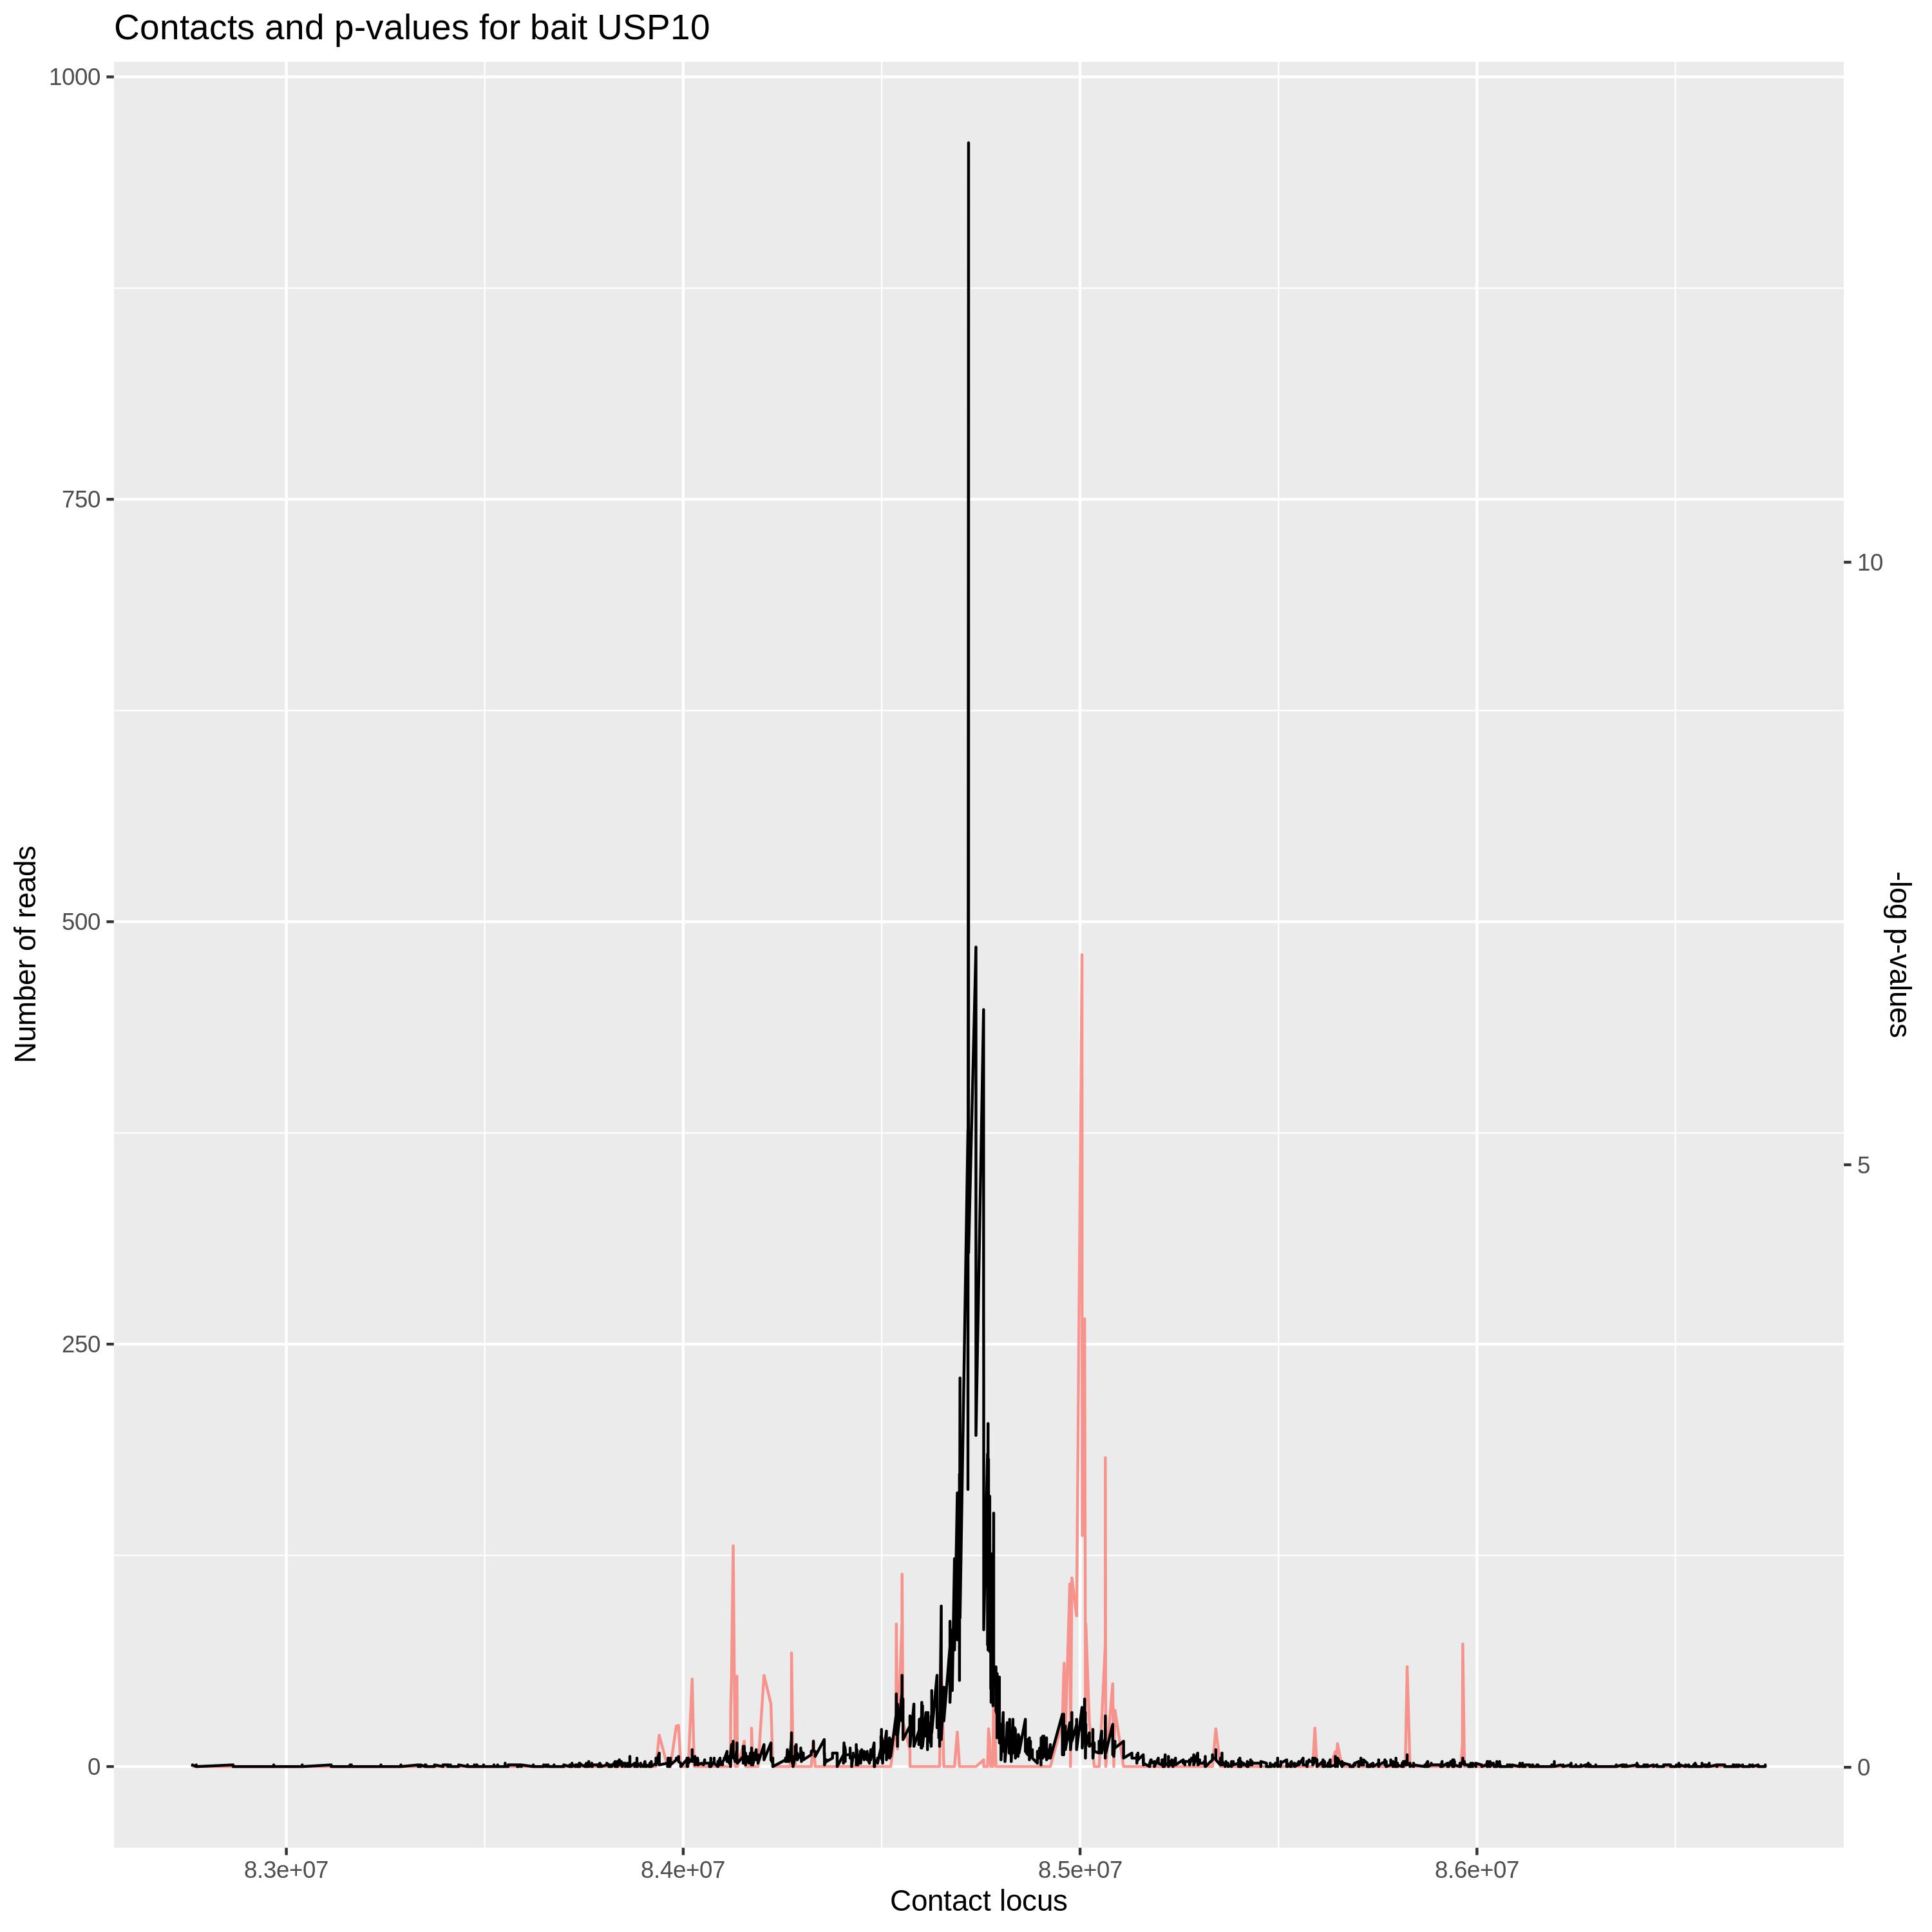 Contacts and p-values for bait USP10
1000
750
500
250
0
Number of reads
10
5
0
-log p-values
8.3e+07
8.4e+07
8.5e+07
8.6e+07
Contact locus